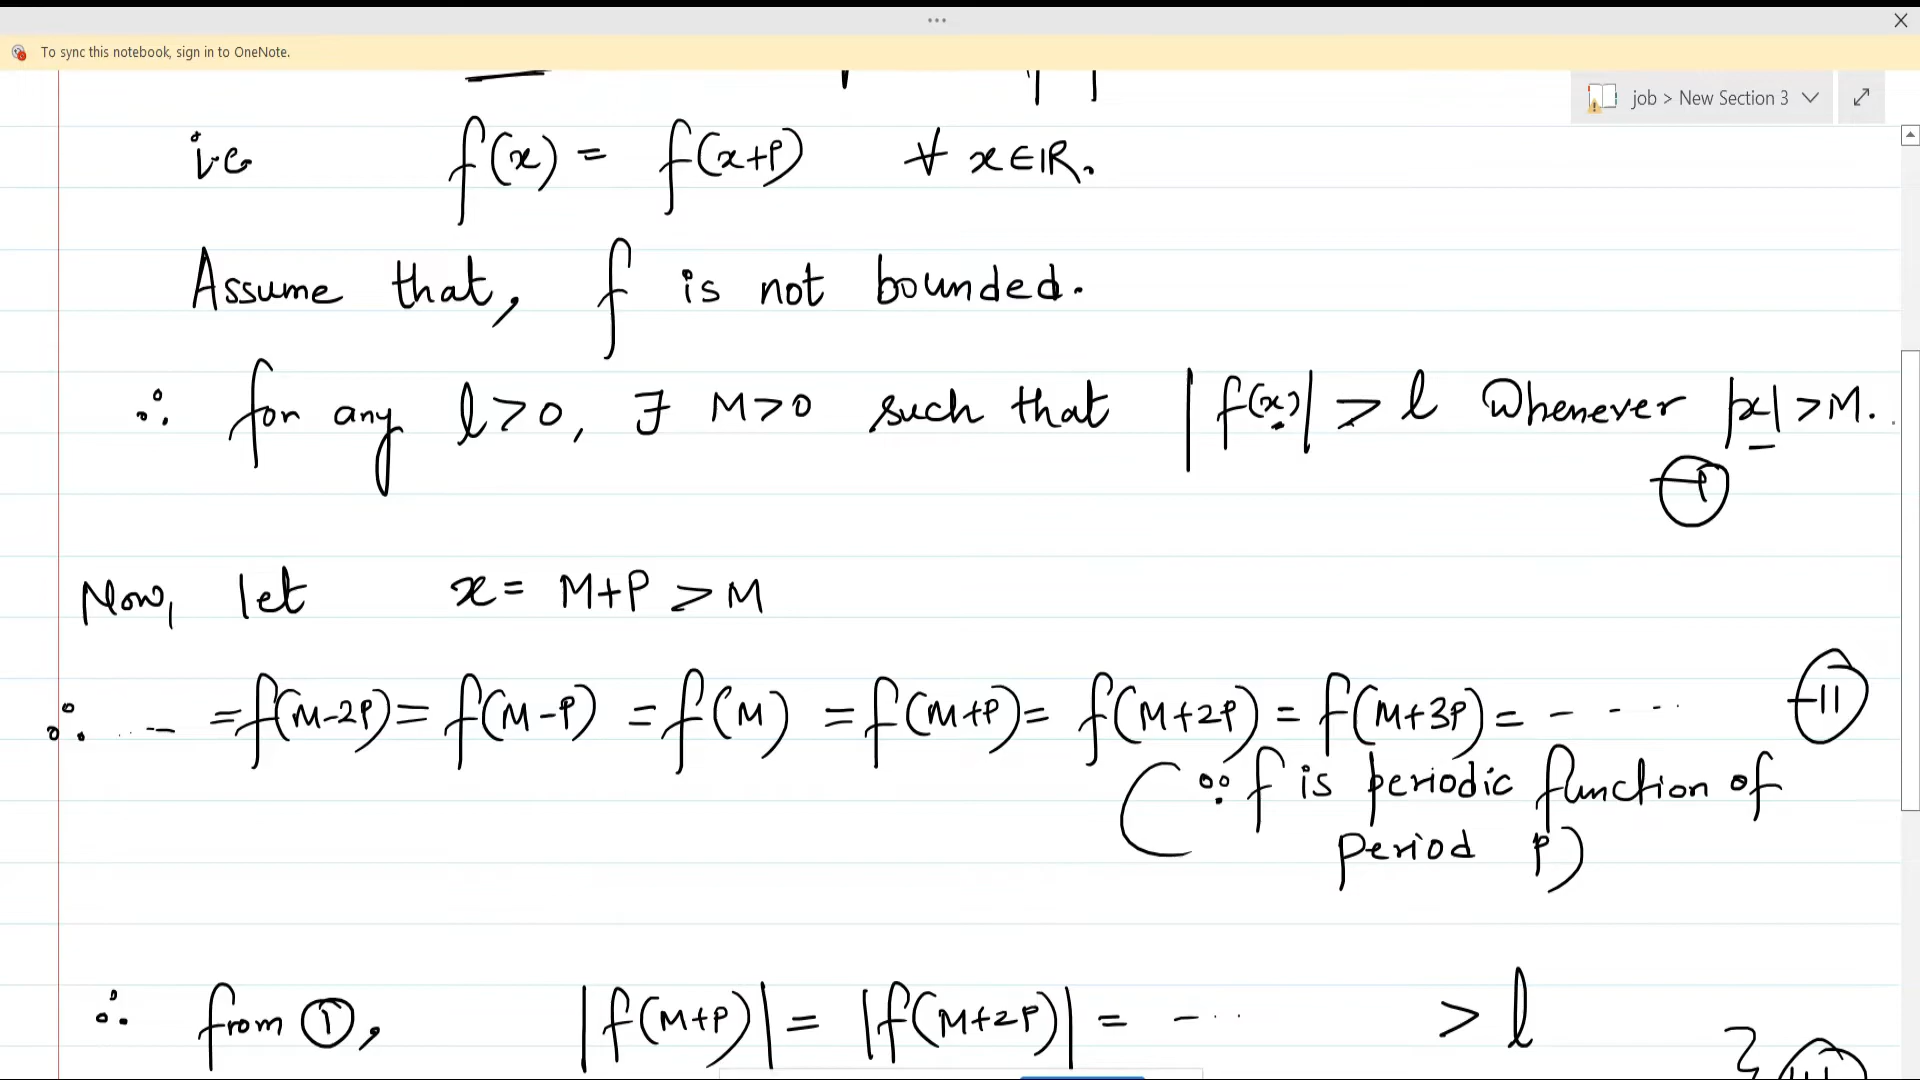 To sync this notebook, sign in to OneNote.
job > New Section 3
ie f(x) = f(x+p) ∀ x∈ℝ.
Assume that, f is not bounded.
∴ for any l>0, ∃ M>0 such that |f(x)| > l Whenever |x| > M.
—(I)
Now, let x = M+P > M
∴ ... = f(M-2P) = f(M-P) = f(M) = f(M+P) = f(M+2P) = f(M+3P) = - - - - -(II)
(∵ f is periodic function of
period p)
∴ from (I), |f(M+P)| = |f(M+2P)| = - - - > l